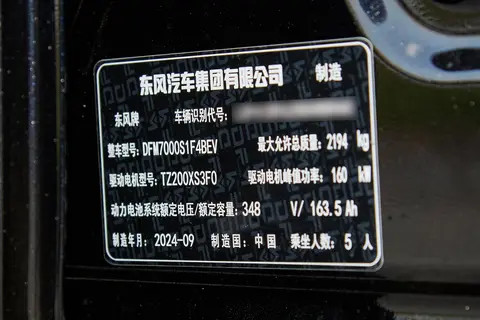 东风汽车集团有限公司 制造
东风牌 车辆识别代号:
整车型号: DFM7000S1F4BEV 最大允许总质量: 2194 kg
驱动电机型号: TZ200XS3F0 驱动电机峰值功率: 160 kW
动力电池系统额定电压/额定容量: 348 V/ 163.5 Ah
制造年月: 2024-09 制造国: 中国 乘坐人数: 5 人